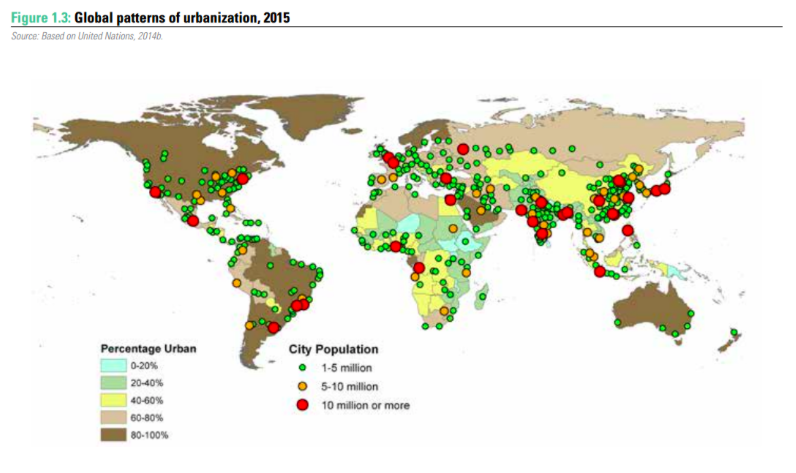 Figure 1.3: Global patterns of urbanization, 2015
Source: Based on United Nations, 2014b.
Percentage Urban
0-20%
20-40%
40-60%
60-80%
80-100%
City Population
1-5 million
5-10 million
10 million or more